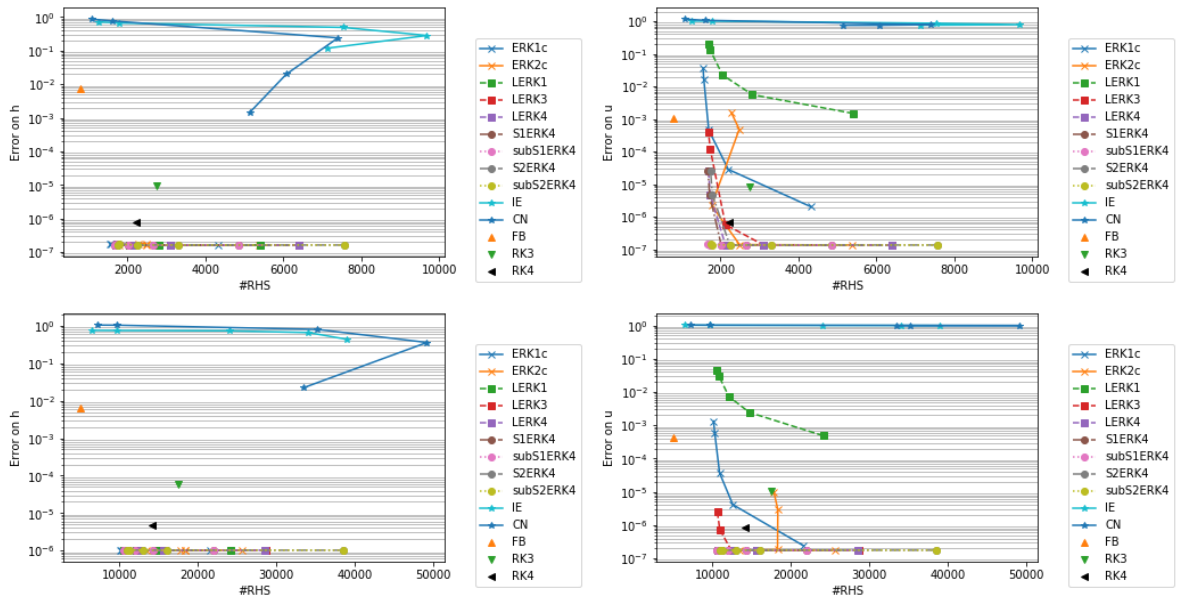 10⁰
10⁻¹
10⁻²
10⁻³
10⁻⁴
10⁻⁵
10⁻⁶
10⁻⁷
Error on h
2000 4000 6000 8000 10000
#RHS
ERK1c
ERK2c
LERK1
LERK3
LERK4
S1ERK4
subS1ERK4
S2ERK4
subS2ERK4
IE
CN
FB
RK3
RK4
10⁰
10⁻¹
10⁻²
10⁻³
10⁻⁴
10⁻⁵
10⁻⁶
10⁻⁷
Error on u
2000 4000 6000 8000 10000
#RHS
ERK1c
ERK2c
LERK1
LERK3
LERK4
S1ERK4
subS1ERK4
S2ERK4
subS2ERK4
IE
CN
FB
RK3
RK4
10⁰
10⁻¹
10⁻²
10⁻³
10⁻⁴
10⁻⁵
10⁻⁶
Error on h
10000 20000 30000 40000 50000
#RHS
ERK1c
ERK2c
LERK1
LERK3
LERK4
S1ERK4
subS1ERK4
S2ERK4
subS2ERK4
IE
CN
FB
RK3
RK4
10⁰
10⁻¹
10⁻²
10⁻³
10⁻⁴
10⁻⁵
10⁻⁶
10⁻⁷
Error on u
10000 20000 30000 40000 50000
#RHS
ERK1c
ERK2c
LERK1
LERK3
LERK4
S1ERK4
subS1ERK4
S2ERK4
subS2ERK4
IE
CN
FB
RK3
RK4